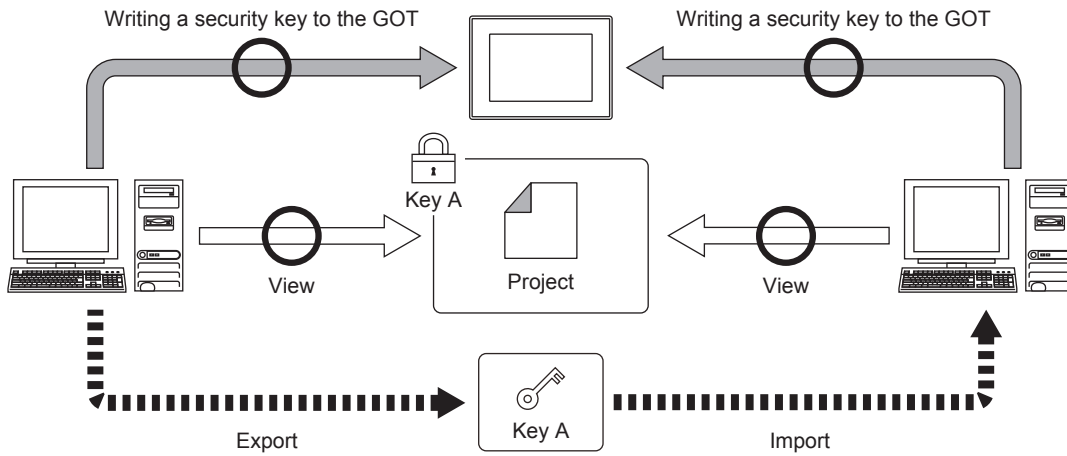 Writing a security key to the GOT
Writing a security key to the GOT
Key A
View
Project
View
Key A
Export
Import